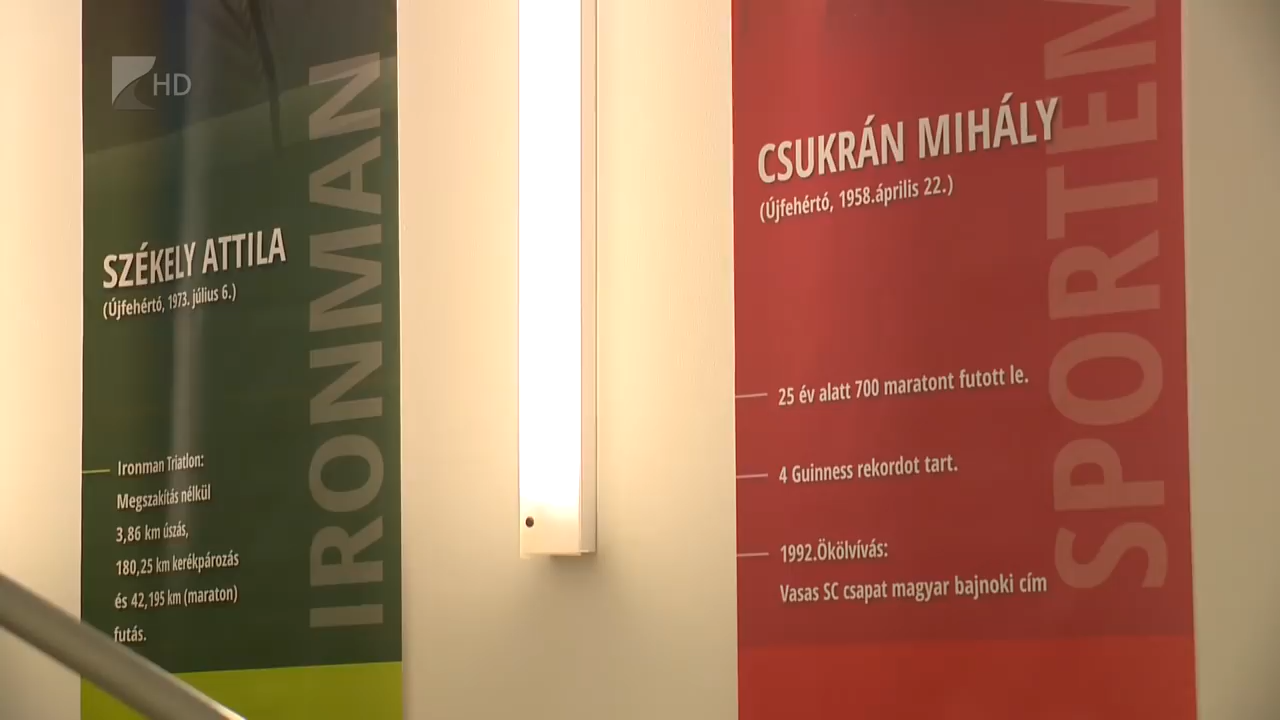 HD
IRONMAN
SZÉKELY ATTILA
(Újfehértó, 1973. július 6.)
Ironman Triatlon:
Megszakítás nélkül
3,86 km úszás,
180,25 km kerékpározás
és 42,195 km (maraton)
futás.
SPORTEM
CSUKRÁN MIHÁLY
(Újfehértó, 1958.április 22.)
25 év alatt 700 maratont futott le.
4 Guinness rekordot tart.
1992.Ökölvívás:
Vasas SC csapat magyar bajnoki cím